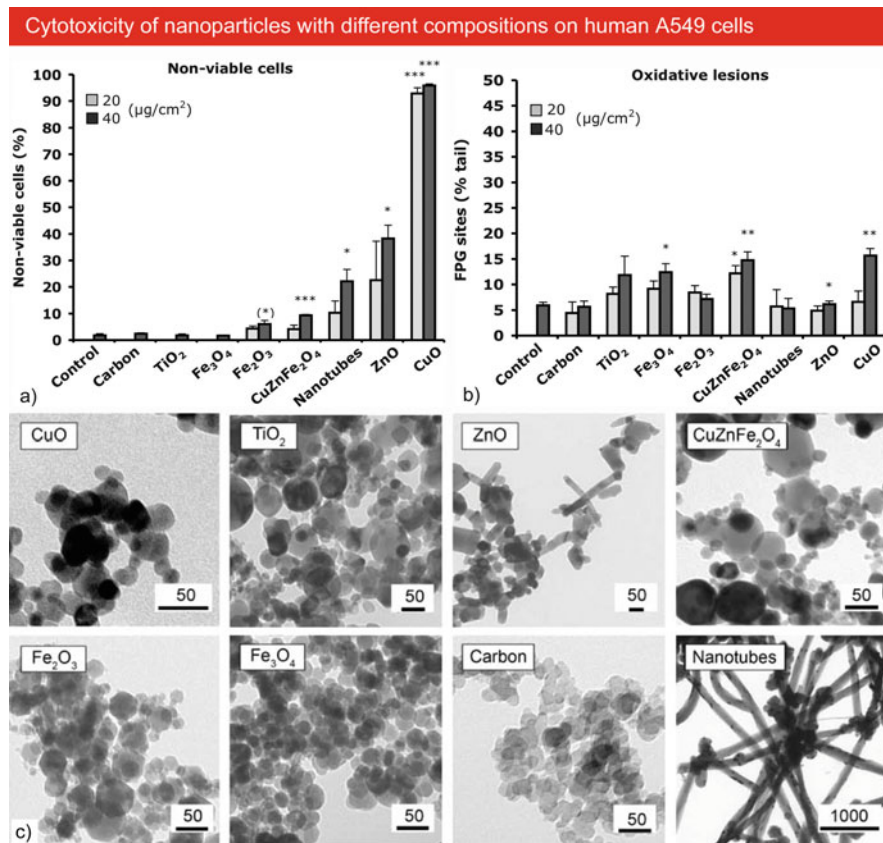 Cytotoxicity of nanoparticles with different compositions on human A549 cells
Non-viable cells
Non-viable cells (%)
100
90
80
70
60
50
40
30
20
10
0
20
40
(µg/cm²)
(*)
***
*
*
***
***
Control
Carbon
TiO₂
Fe₃O₄
Fe₂O₃
CuZnFe₂O₄
Nanotubes
ZnO
CuO
a)
Oxidative lesions
FPG sites (% tail)
50
45
40
35
30
25
20
15
10
5
0
20
40
(µg/cm²)
*
*
**
*
**
Control
Carbon
TiO₂
Fe₃O₄
Fe₂O₃
CuZnFe₂O₄
Nanotubes
ZnO
CuO
b)
CuO
50
TiO₂
50
ZnO
50
CuZnFe₂O₄
50
Fe₂O₃
50
Fe₃O₄
50
Carbon
50
Nanotubes
1000
c)